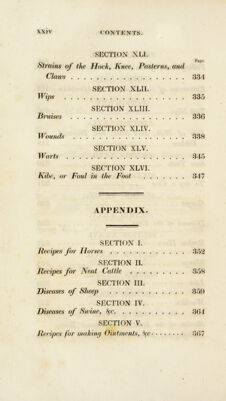 xxiv CONTENTS.
SECTION XLI. Page.
Strains of the Hock, Knee, Pasterns, and
Claws . . . . . . . . . . . . . . 334
SECTION XLII.
Wips . . . . . . . . . . . . . . 335
SECTION XLIII.
Bruises . . . . . . . . . . . . . . 336
SECTION XLIV.
Wounds . . . . . . . . . . . . . . 338
SECTION XLV.
Warts . . . . . . . . . . . . . . 345
SECTION XLVI.
Kibe, or Foul in the Foot . . . . . . . 347
APPENDIX.
SECTION I.
Recipes for Horses . . . . . . . . . . 352
SECTION II.
Recipes for Neat Cattle . . . . . . . . 358
SECTION III.
Diseases of Sheep . . . . . . . . . . 359
SECTION IV.
Diseases of Swine, &c. . . . . . . . . 364
SECTION V.
Recipes for making Ointments, &c. . . . . . . 367